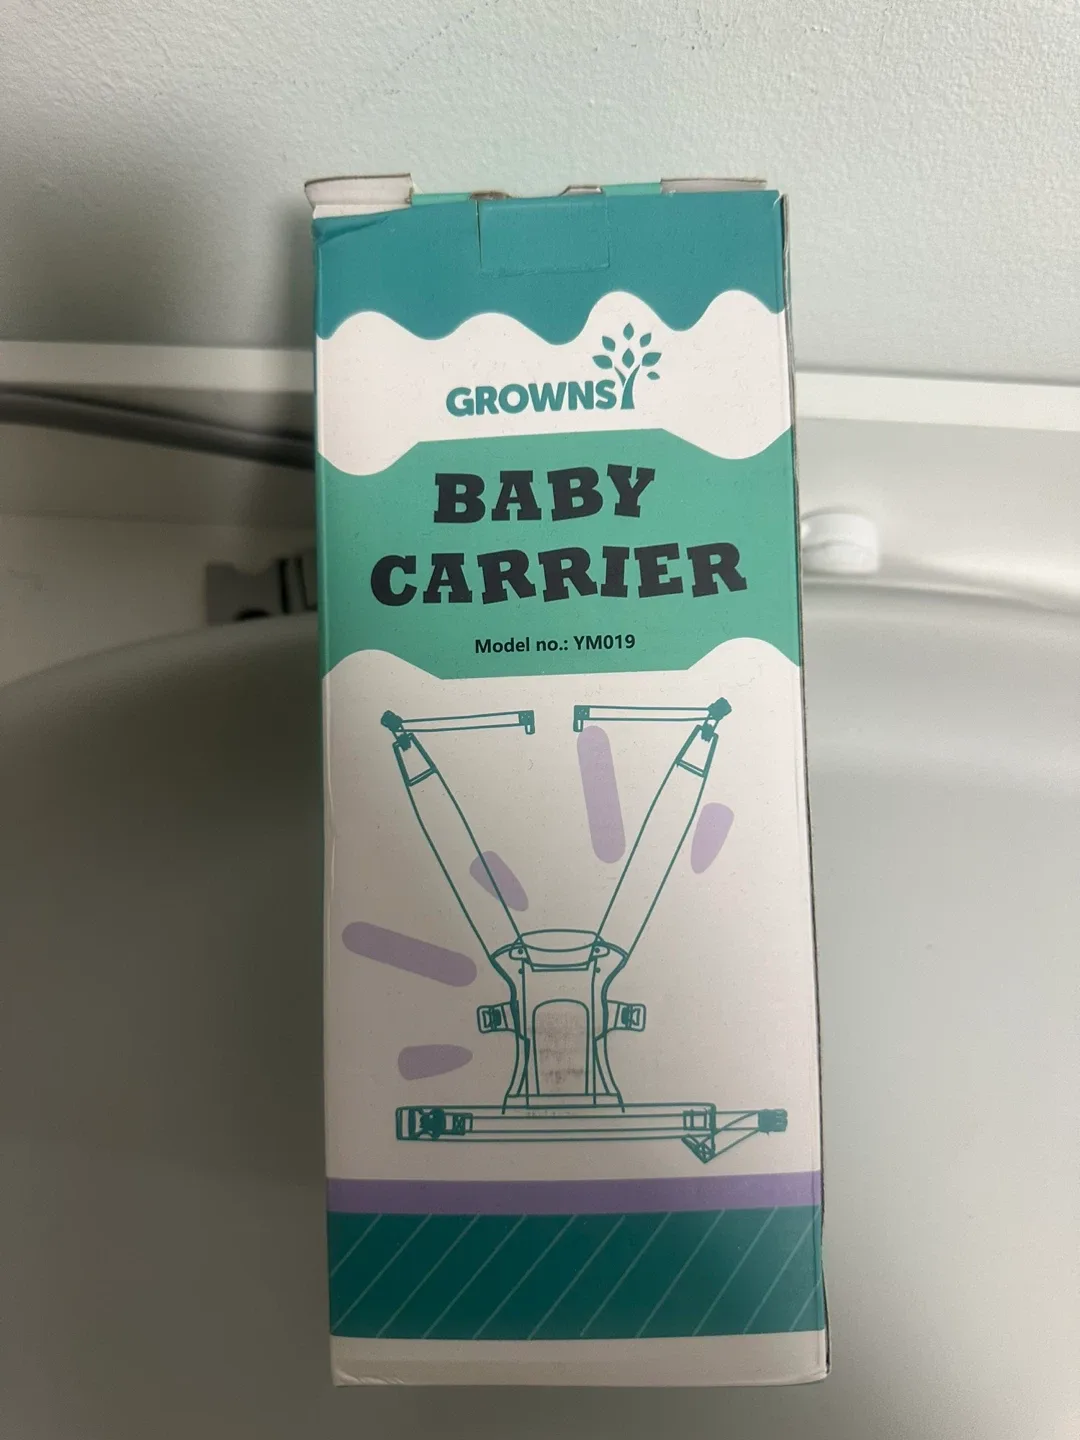 GROWNSY
BABY
CARRIER
Model no.: YM019